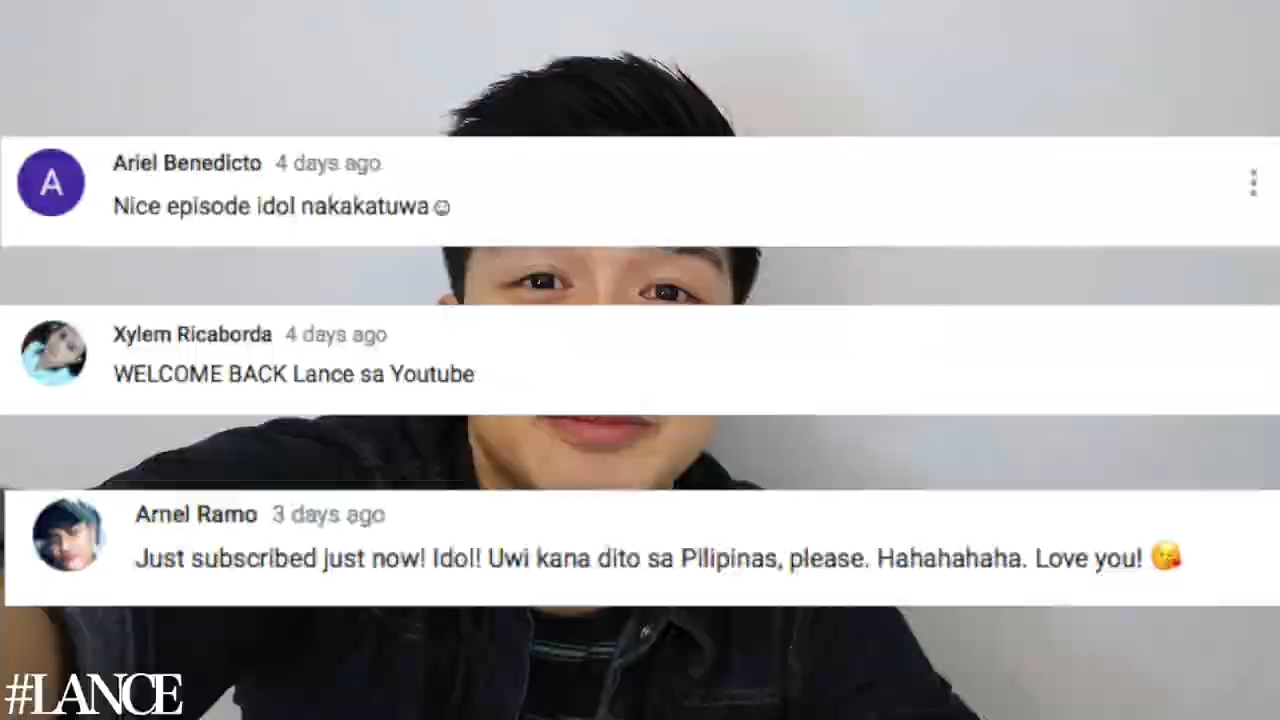 A
Ariel Benedicto 4 days ago
Nice episode idol nakakatuwa☺
Xylem Ricaborda 4 days ago
WELCOME BACK Lance sa Youtube
Arnel Ramo 3 days ago
Just subscribed just now! Idol! Uwi kana dito sa Pilipinas, please. Hahahahaha. Love you! 😘
#LANCE